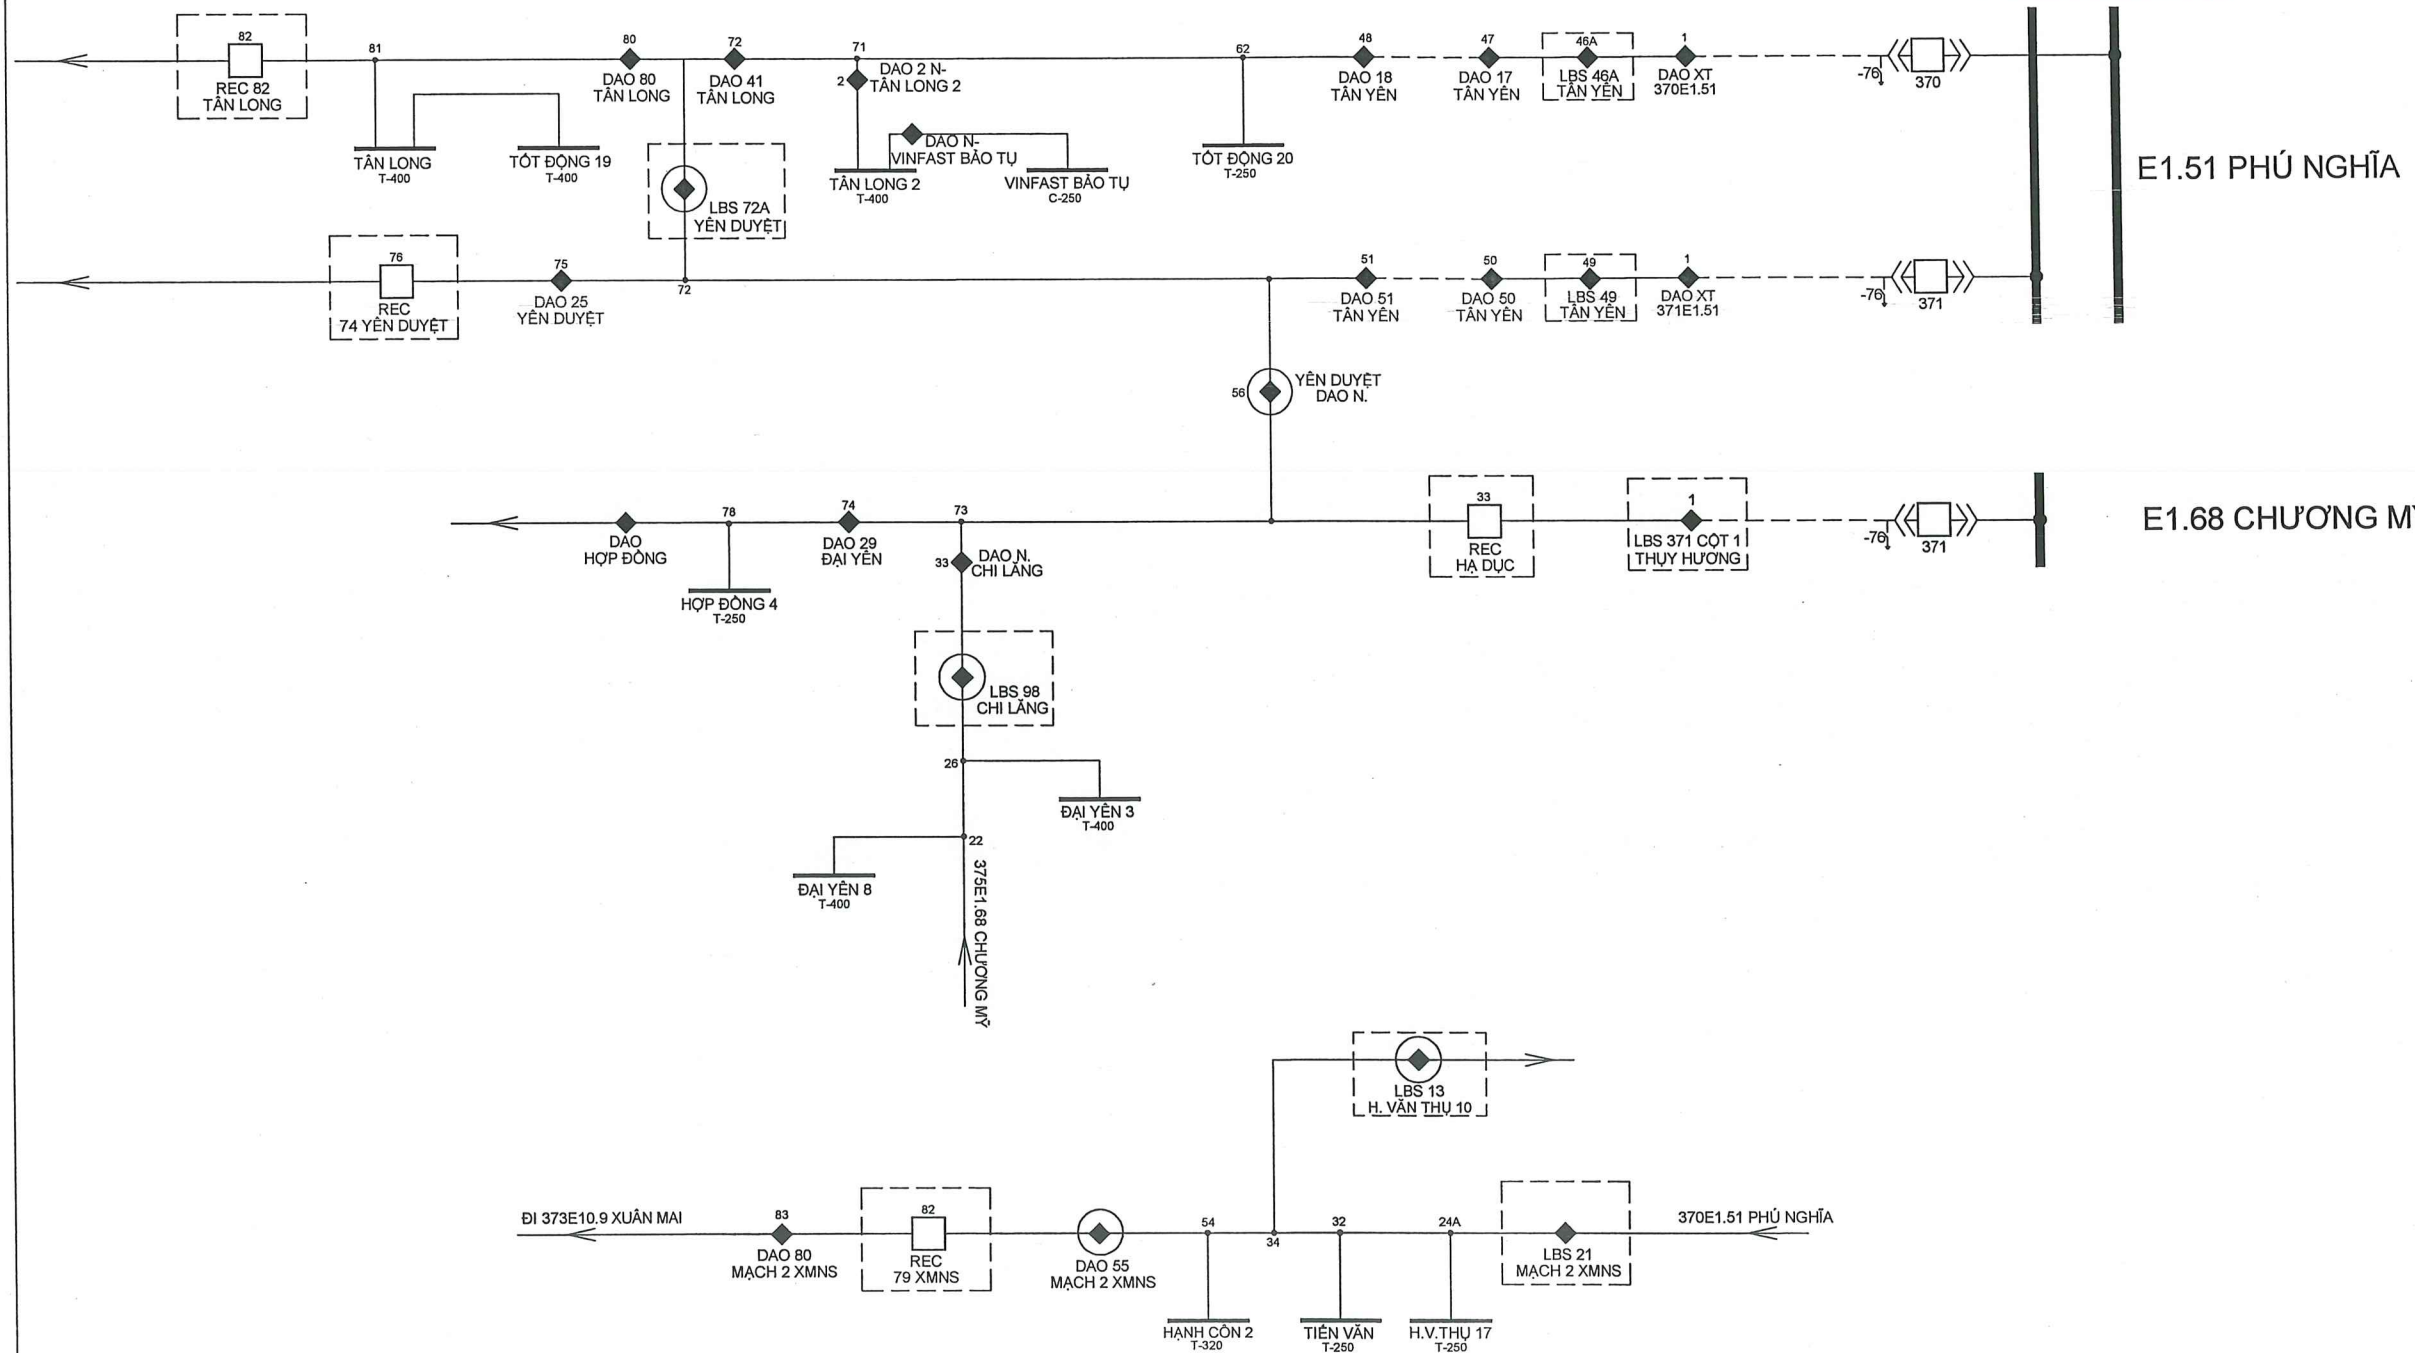 82
REC 82
TÂN LONG
81
TÂN LONG
T-400
TỐT ĐỘNG 19
T-400
80
DAO 80
TÂN LONG
72
DAO 41
TÂN LONG
71
2
DAO 2 N-
TÂN LONG 2
DAO N-
VINFAST BẢO TỤ
TÂN LONG 2
T-400
VINFAST BẢO TỤ
C-250
62
TỐT ĐỘNG 20
T-250
48
DAO 18
TÂN YÊN
47
DAO 17
TÂN YÊN
46A
LBS 46A
TÂN YÊN
1
DAO XT
370E1.51
-76
370
E1.51 PHÚ NGHĨA
LBS 72A
YÊN DUYỆT
76
REC
74 YÊN DUYỆT
75
DAO 25
YÊN DUYỆT
72
51
DAO 51
TÂN YÊN
50
DAO 50
TÂN YÊN
49
LBS 49
TÂN YÊN
1
DAO XT
371E1.51
-76
371
56
YÊN DUYỆT
DAO N.
DAO
HỢP ĐỒNG
78
HỢP ĐỒNG 4
T-250
74
DAO 29
ĐẠI YÊN
73
33
DAO N.
CHI LĂNG
33
REC
HẠ DỤC
1
LBS 371 CỘT 1
THỤY HƯƠNG
-76
371
E1.68 CHƯƠNG MỸ
LBS 98
CHI LĂNG
26
ĐẠI YÊN 3
T-400
22
ĐẠI YÊN 8
T-400
375E1.68 CHƯƠNG MỸ
LBS 13
H. VĂN THỤ 10
ĐI 373E10.9 XUÂN MAI
83
DAO 80
MẠCH 2 XMNS
82
REC
79 XMNS
DAO 55
MẠCH 2 XMNS
54
HẠNH CÔN 2
T-320
34
32
TIẾN VĂN
T-250
24A
H.V.THỤ 17
T-250
LBS 21
MẠCH 2 XMNS
370E1.51 PHÚ NGHĨA